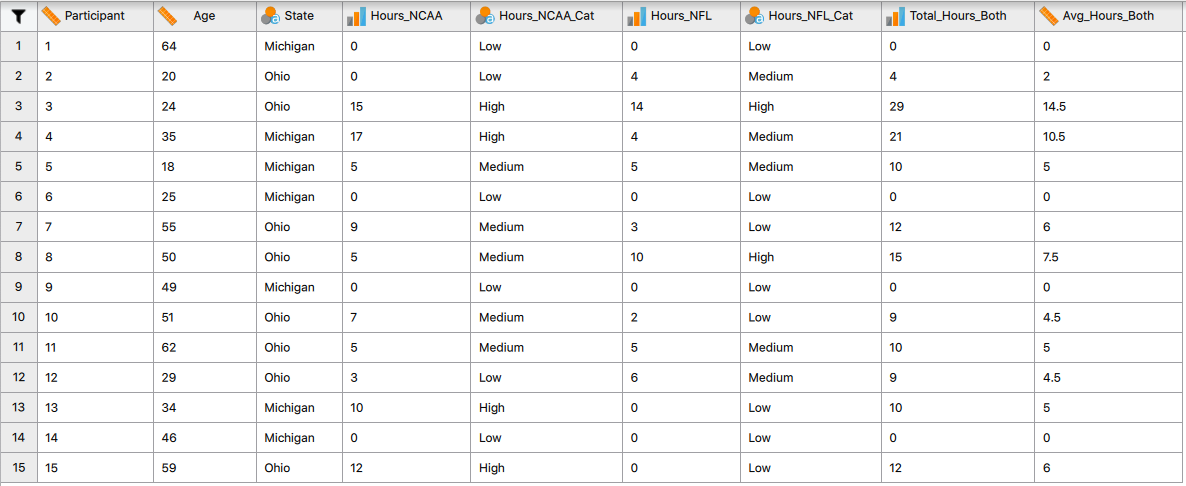 Participant Age State Hours_NCAA Hours_NCAA_Cat Hours_NFL Hours_NFL_Cat Total_Hours_Both Avg_Hours_Both
1 1 64 Michigan 0 Low 0 Low 0 0
2 2 20 Ohio 0 Low 4 Medium 4 2
3 3 24 Ohio 15 High 14 High 29 14.5
4 4 35 Michigan 17 High 4 Medium 21 10.5
5 5 18 Michigan 5 Medium 5 Medium 10 5
6 6 25 Michigan 0 Low 0 Low 0 0
7 7 55 Ohio 9 Medium 3 Low 12 6
8 8 50 Ohio 5 Medium 10 High 15 7.5
9 9 49 Michigan 0 Low 0 Low 0 0
10 10 51 Ohio 7 Medium 2 Low 9 4.5
11 11 62 Ohio 5 Medium 5 Medium 10 5
12 12 29 Ohio 3 Low 6 Medium 9 4.5
13 13 34 Michigan 10 High 0 Low 10 5
14 14 46 Michigan 0 Low 0 Low 0 0
15 15 59 Ohio 12 High 0 Low 12 6